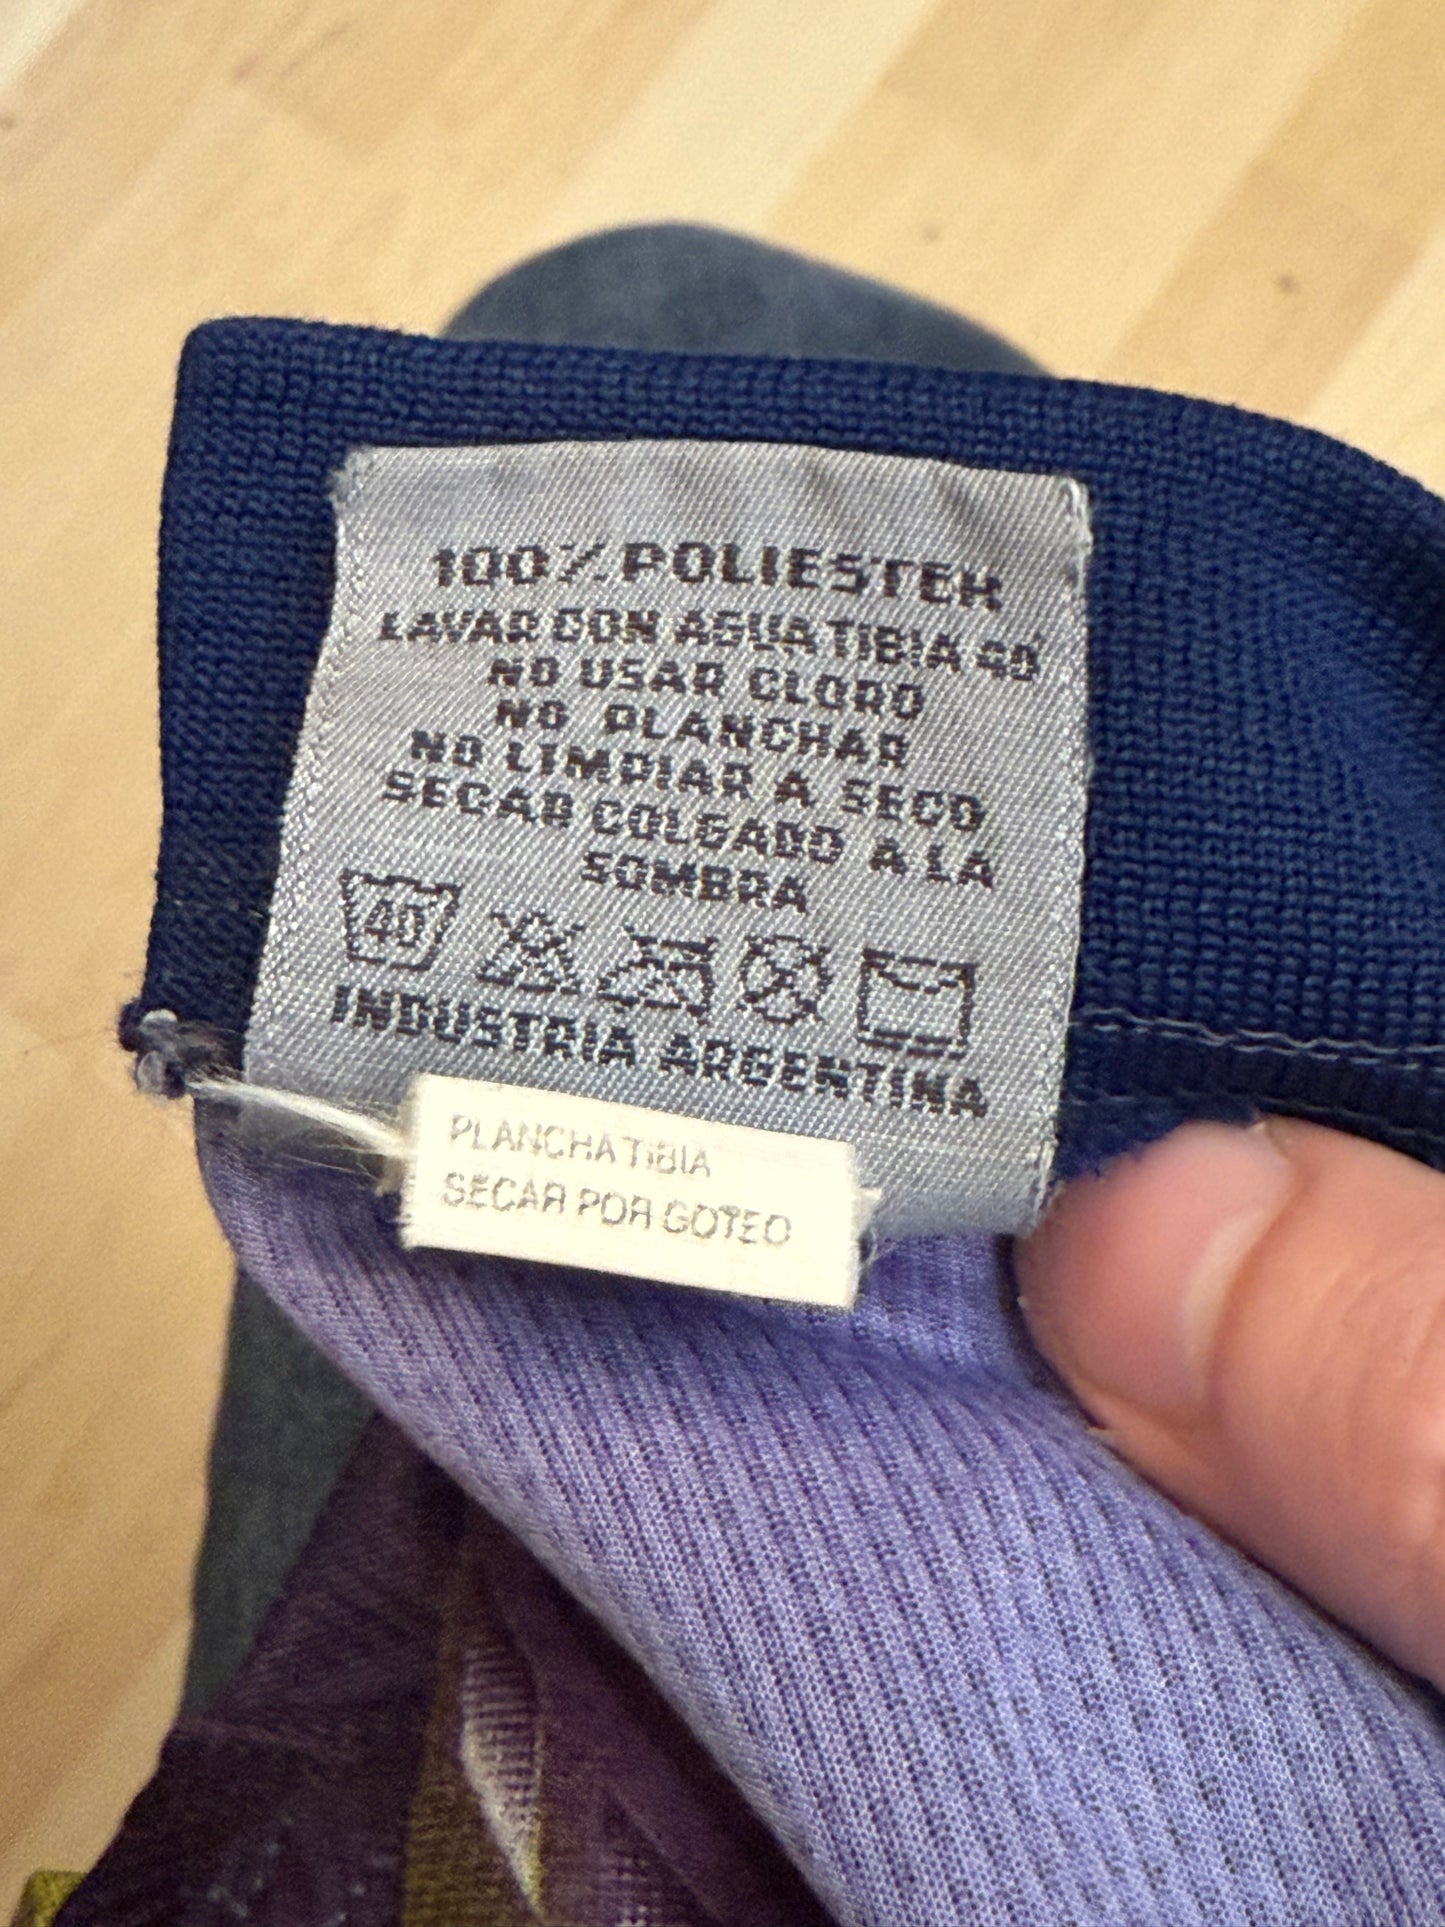 100% POLIESTER
LAVAR CON AGUA TIBIA 40°
NO USAR CLORO
NO PLANCHAR
NO LIMPIAR A SECO
SECAR COLGADO A LA
SOMBRA
40
INDUSTRIA ARGENTINA
PLANCHA TIBIA
SECAR POR GOTEO